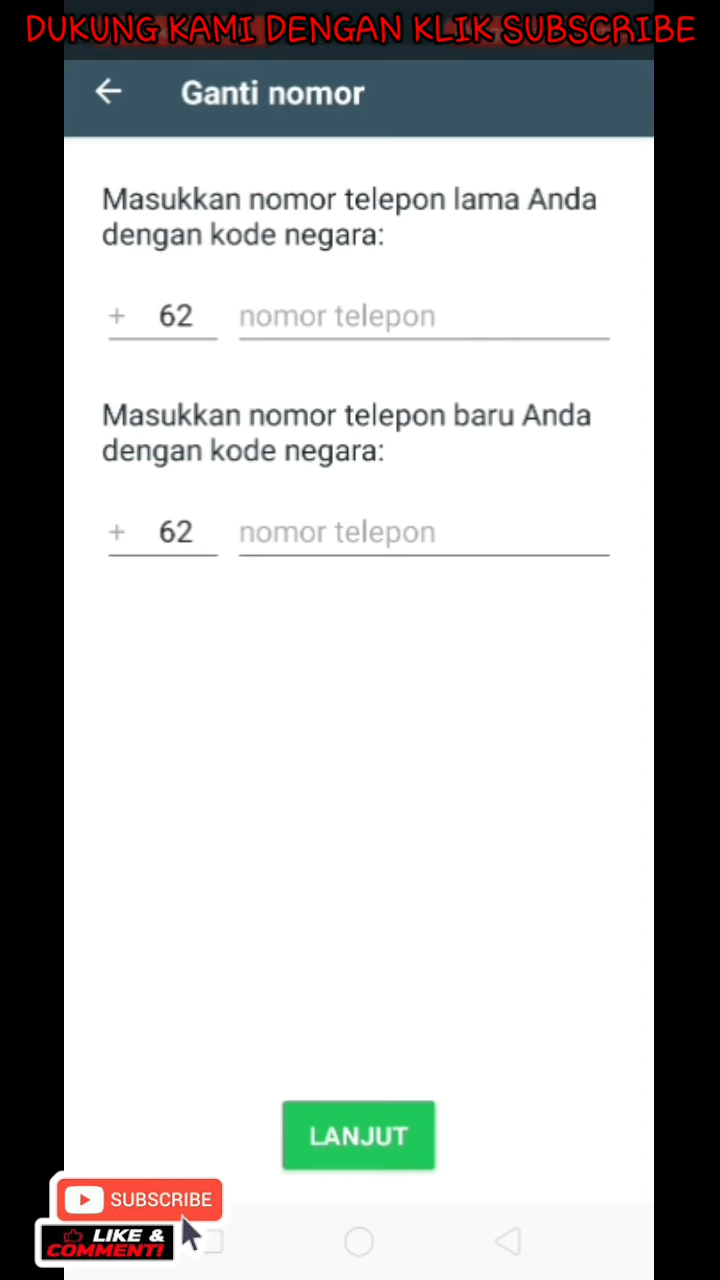 DUKUNG KAMI DENGAN KLIK SUBSCRIBE
Ganti nomor
Masukkan nomor telepon lama Anda
dengan kode negara:
+ 62 nomor telepon
Masukkan nomor telepon baru Anda
dengan kode negara:
+ 62 nomor telepon
LANJUT
SUBSCRIBE
LIKE &
COMMENT!